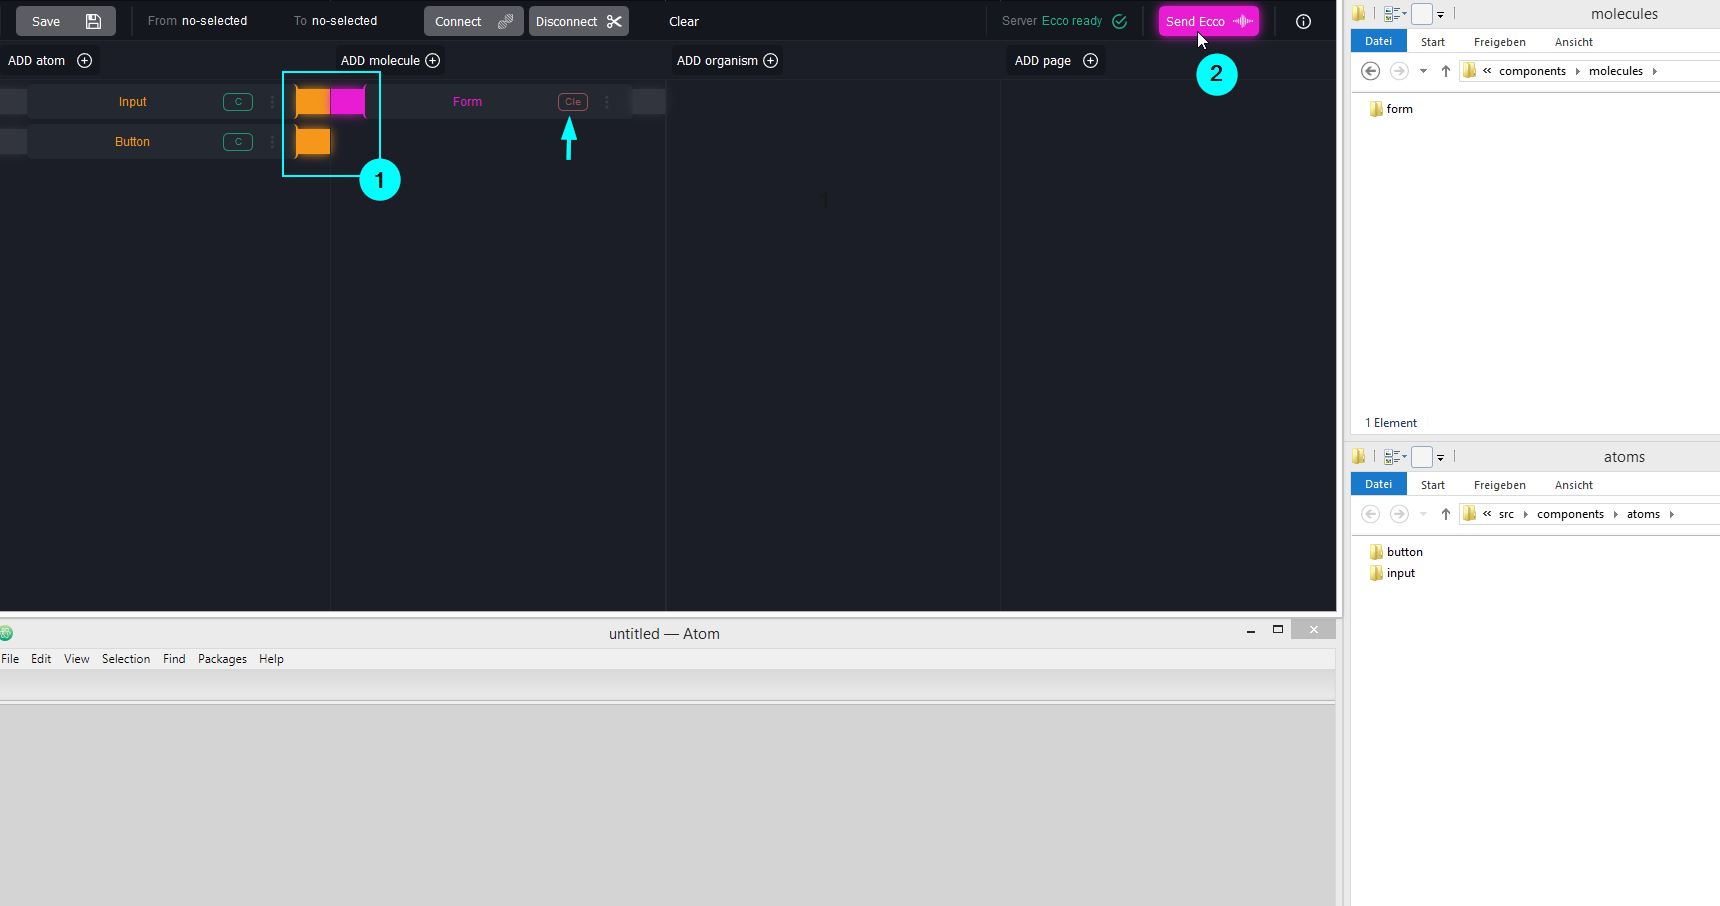 Save From no-selected To no-selected Connect Disconnect Clear Server Ecco ready Send Ecco
2
ADD atom ADD molecule ADD organism ADD page
Input C Form Cle
Button C
1
1
untitled — Atom
File Edit View Selection Find Packages Help
molecules
Datei Start Freigeben Ansicht
« components molecules
form
1 Element
atoms
Datei Start Freigeben Ansicht
« src components atoms
button
input